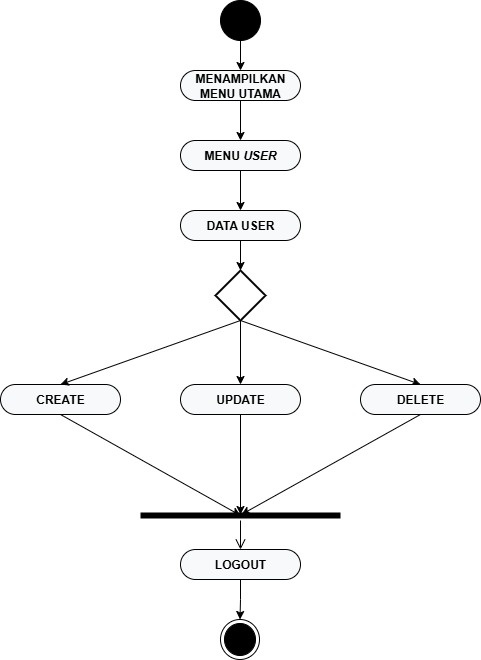 MENAMPILKAN
MENU UTAMA
MENU USER
DATA USER
CREATE
UPDATE
DELETE
LOGOUT